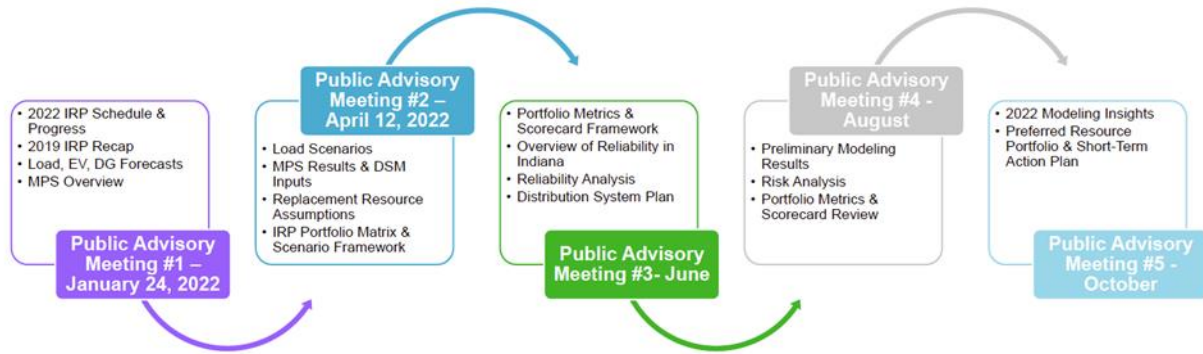 • 2022 IRP Schedule &
Progress
• 2019 IRP Recap
• Load, EV, DG Forecasts
• MPS Overview
Public Advisory
Meeting #1 –
January 24, 2022
Public Advisory
Meeting #2 –
April 12, 2022
• Load Scenarios
• MPS Results & DSM
Inputs
• Replacement Resource
Assumptions
• IRP Portfolio Matrix &
Scenario Framework
• Portfolio Metrics &
Scorecard Framework
• Overview of Reliability in
Indiana
• Reliability Analysis
• Distribution System Plan
Public Advisory
Meeting #3- June
Public Advisory
Meeting #4 -
August
• Preliminary Modeling
Results
• Risk Analysis
• Portfolio Metrics &
Scorecard Review
• 2022 Modeling Insights
• Preferred Resource
Portfolio & Short-Term
Action Plan
Public Advisory
Meeting #5 -
October